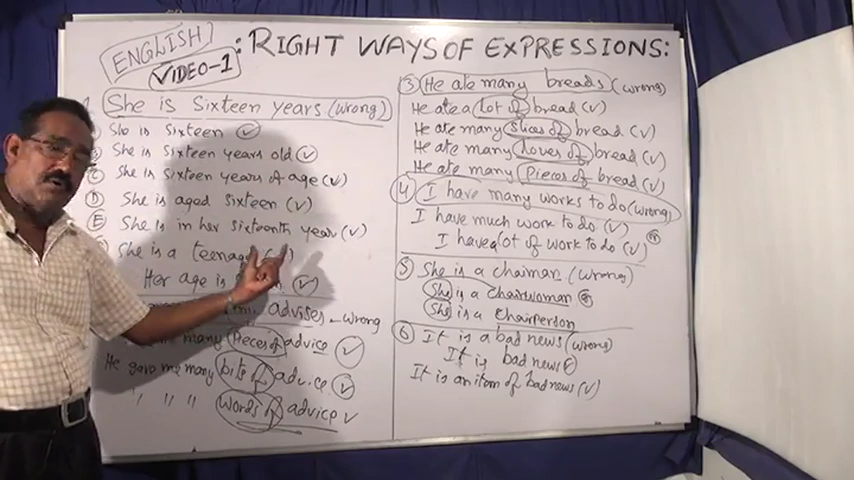 ENGLISH
VIDEO-1
: RIGHT WAYS OF EXPRESSIONS:
She is Sixteen years (wrong)
She is Sixteen (v)
She is Sixteen years old (v)
C She is Sixteen years of age (v)
D She is aged Sixteen (v)
E She is in her sixteenth year (v)
She is a teenage
Her age is (v)
advises - wrong
many Pieces of advice (v)
He gave me many bits of advice (v)
" " " words of advice v
3 He ate many breads (wrong)
He ate a lot of bread (v)
He ate many slices of bread (v)
He ate many loves of bread (v)
He ate many pieces of bread (v)
4 I have many works to do (wrong)
I have much work to do (v) or
I have a lot of work to do (v)
5 She is a chairman (wrong)
She is a chairwoman or
She is a chairperson
6 It is a bad news (wrong)
It is bad news (v)
It is an item of bad news (v)